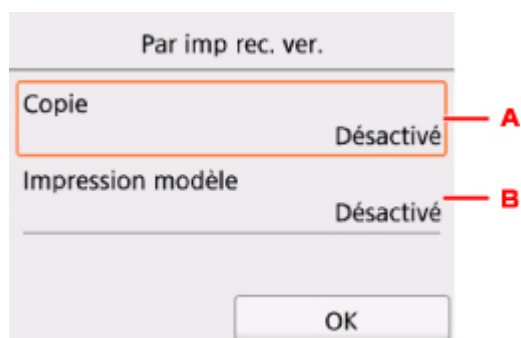 Par imp rec. ver.
Copie
Désactivé
A
Impression modèle
Désactivé
B
OK